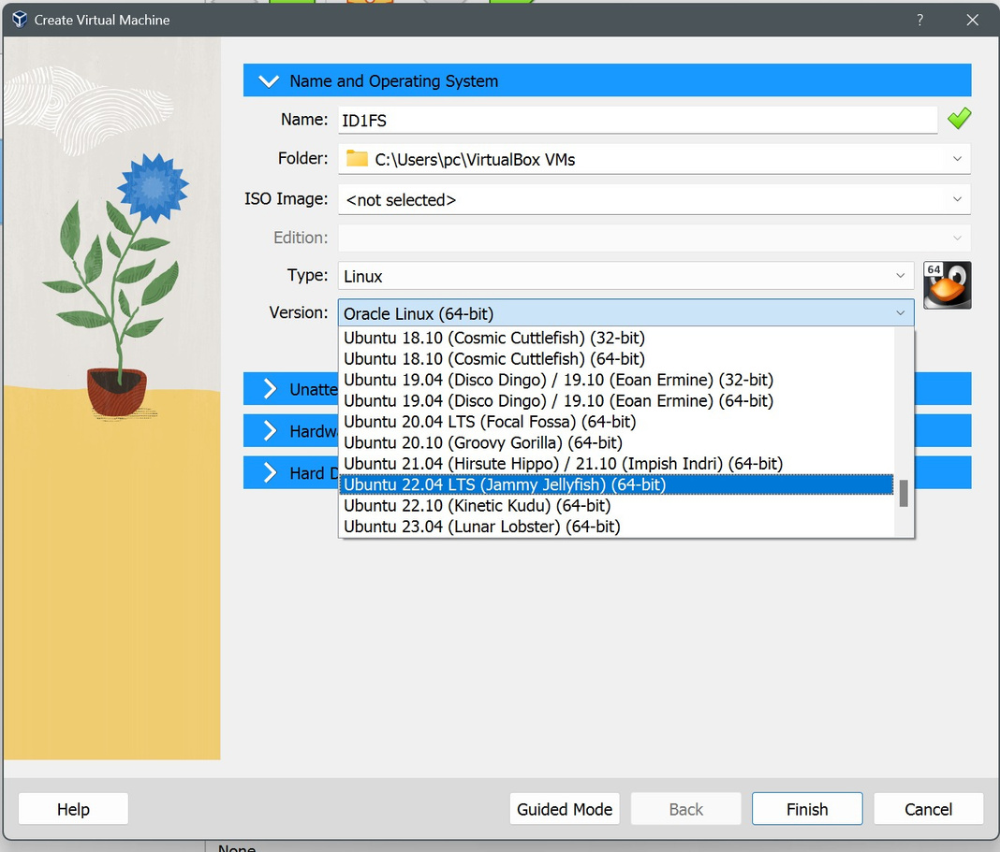 Create Virtual Machine
?
Name and Operating System
Name: ID1FS
Folder: C:\Users\pc\VirtualBox VMs
ISO Image: <not selected>
Edition:
Type: Linux
64
Version: Oracle Linux (64-bit)
Ubuntu 18.10 (Cosmic Cuttlefish) (32-bit)
Ubuntu 18.10 (Cosmic Cuttlefish) (64-bit)
Ubuntu 19.04 (Disco Dingo) / 19.10 (Eoan Ermine) (32-bit)
Unatte
Ubuntu 19.04 (Disco Dingo) / 19.10 (Eoan Ermine) (64-bit)
Ubuntu 20.04 LTS (Focal Fossa) (64-bit)
Hardw
Ubuntu 20.10 (Groovy Gorilla) (64-bit)
Ubuntu 21.04 (Hirsute Hippo) / 21.10 (Impish Indri) (64-bit)
Hard D
Ubuntu 22.04 LTS (Jammy Jellyfish) (64-bit)
Ubuntu 22.10 (Kinetic Kudu) (64-bit)
Ubuntu 23.04 (Lunar Lobster) (64-bit)
Help Guided Mode Back Finish Cancel
None